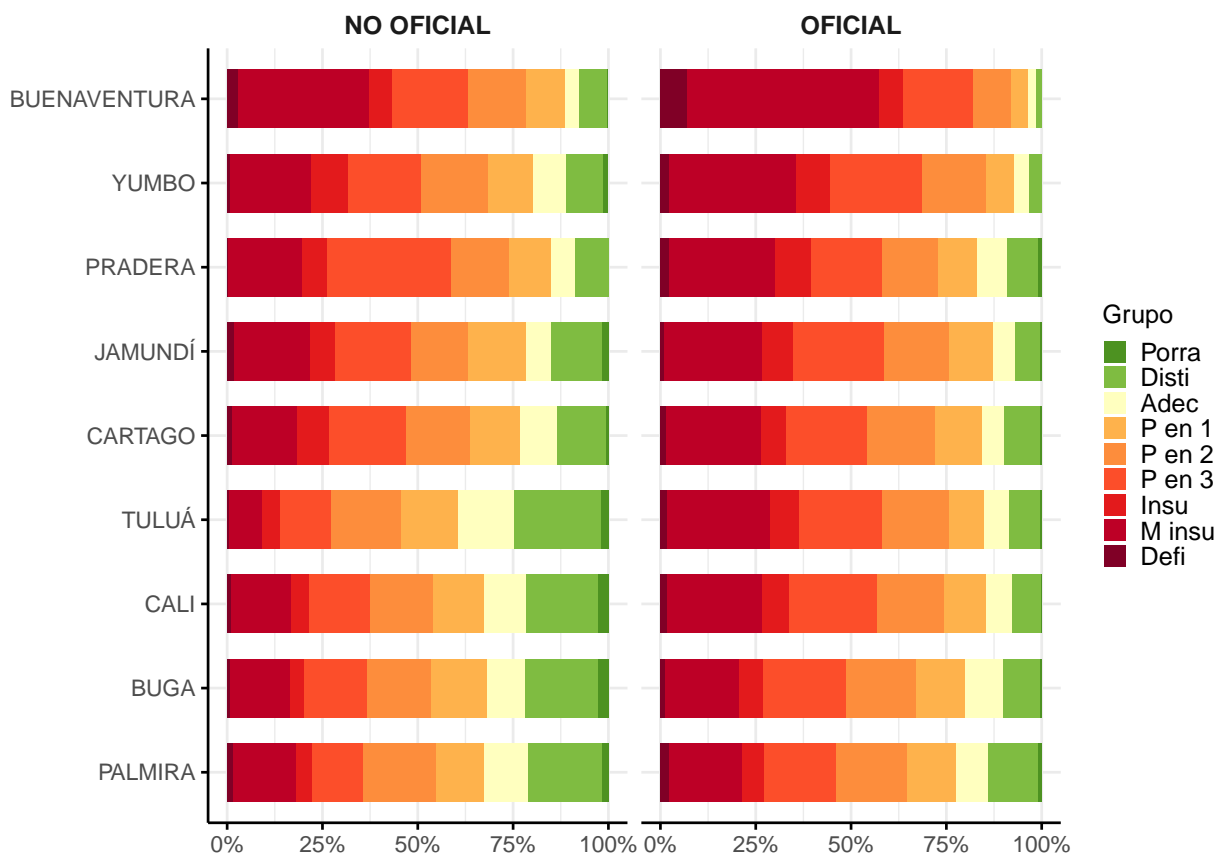 NO OFICIAL
OFICIAL
BUENAVENTURA
YUMBO
PRADERA
JAMUNDÍ
CARTAGO
TULUÁ
CALI
BUGA
PALMIRA
0% 25% 50% 75% 100%
0% 25% 50% 75% 100%
Grupo
Porra
Disti
Adec
P en 1
P en 2
P en 3
Insu
M insu
Defi